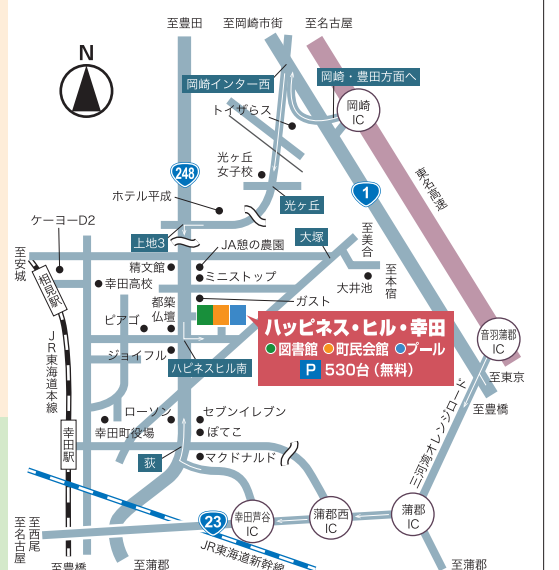 至豊田
至岡崎市街
至名古屋
N
岡崎インター西
岡崎・豊田方面へ
トイザらス
岡崎
IC
光ヶ丘
女子校
248
1
東名高速
ホテル平成
光ヶ丘
ケーヨーD2
上地3
JA憩の農園
大塚
至美合
至安城
精文館
ミニストップ
至本宿
相見駅
幸田高校
大井池
都築
仏壇
ガスト
ピアゴ
ハッピネス・ヒル・幸田
図書館 町民会館 プール
P 530台（無料）
音羽蒲郡
IC
JR東海道本線
ジョイフル
ハピネスヒル南
至東京
至豊橋
ローソン
セブンイレブン
幸田町役場
ぽてこ
三河湾オレンジロード
幸田駅
荻
マクドナルド
至西尾
至名古屋
23
幸田芦谷
IC
蒲郡西
IC
蒲郡
IC
JR東海道新幹線
至豊橋
至蒲郡
至蒲郡